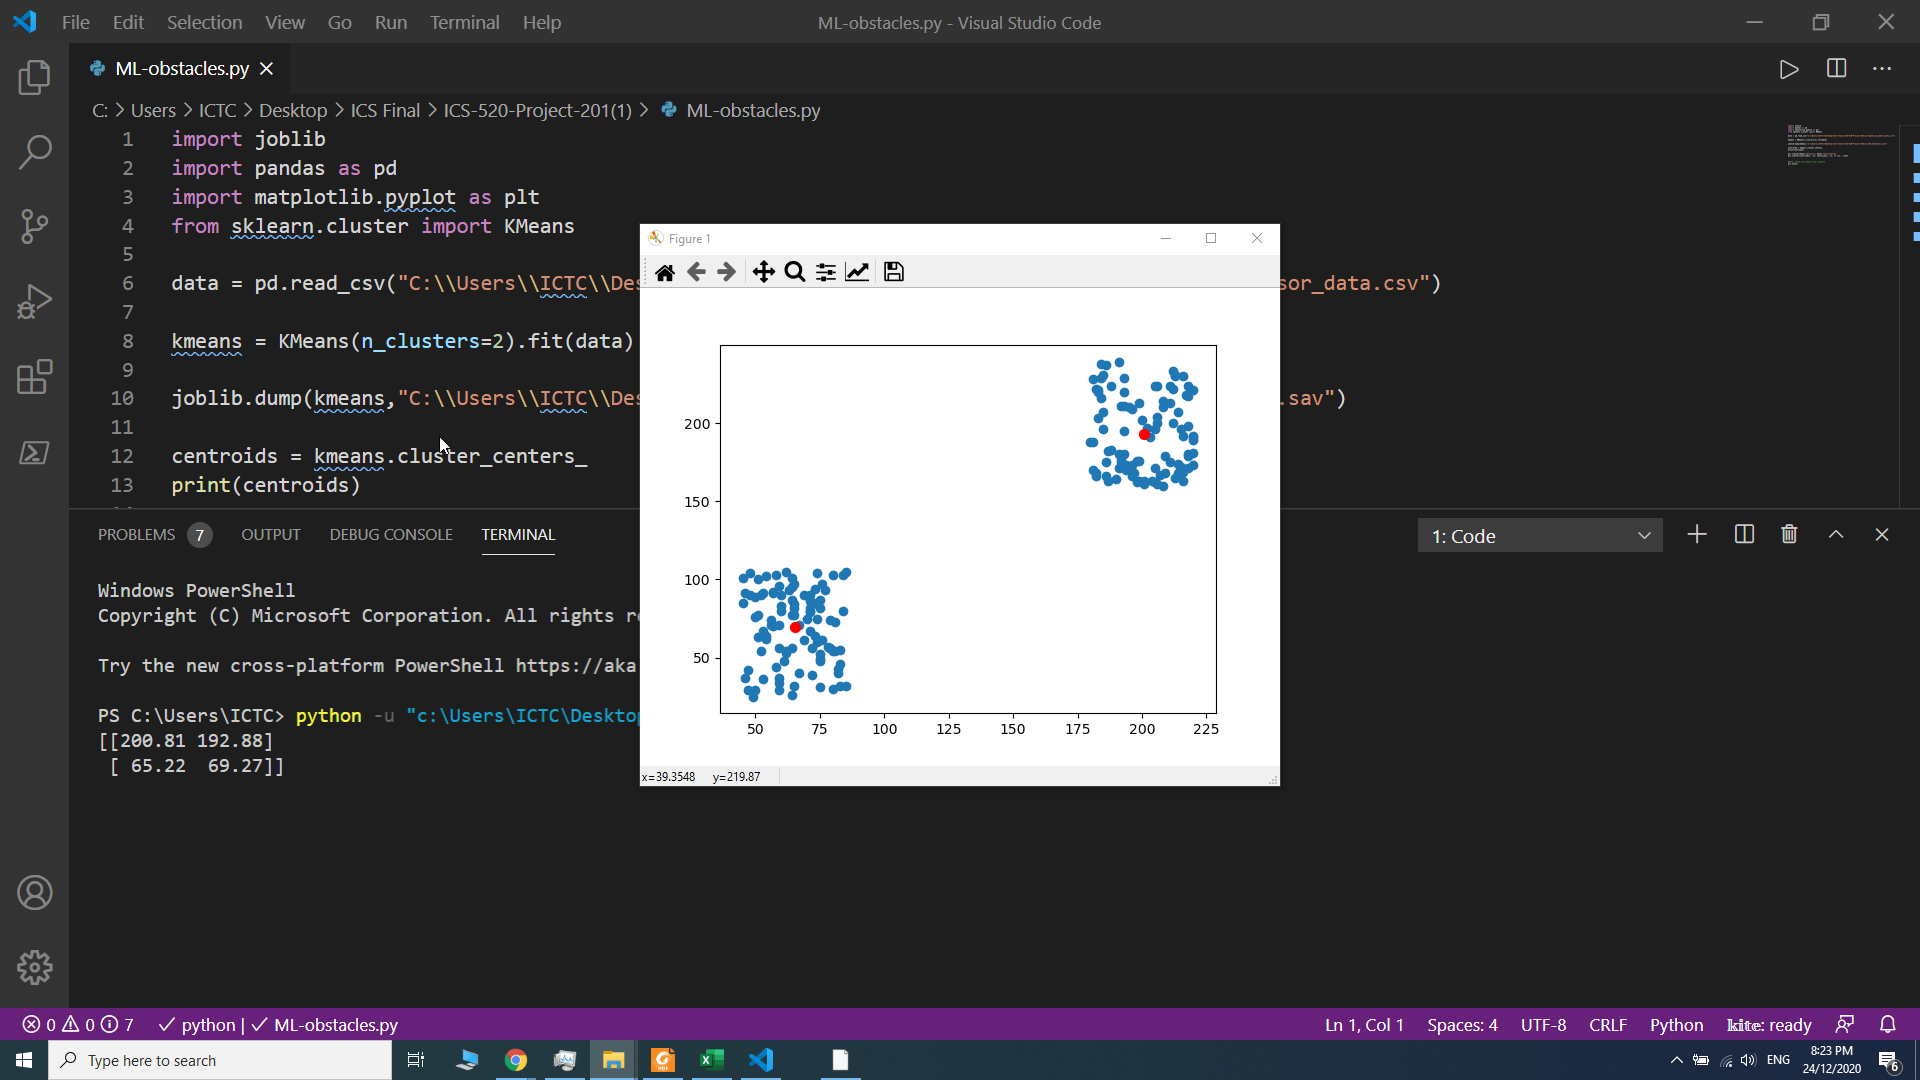 File Edit Selection View Go Run Terminal Help
ML-obstacles.py - Visual Studio Code
ML-obstacles.py
C: > Users > ICTC > Desktop > ICS Final > ICS-520-Project-201(1) > ML-obstacles.py
1 import joblib
2 import pandas as pd
3 import matplotlib.pyplot as plt
4 from sklearn.cluster import KMeans
5
6 data = pd.read_csv("C:\\Users\\ICTC\\Des
sor_data.csv")
7
8 kmeans = KMeans(n_clusters=2).fit(data)
9
10 joblib.dump(kmeans,"C:\\Users\\ICTC\\Des
.sav")
11
12 centroids = kmeans.cluster_centers_
13 print(centroids)
Figure 1
200
150
100
50
50 75 100 125 150 175 200 225
x=39.3548 y=219.87
PROBLEMS 7 OUTPUT DEBUG CONSOLE TERMINAL
1: Code
Windows PowerShell
Copyright (C) Microsoft Corporation. All rights re
Try the new cross-platform PowerShell https://aka
PS C:\Users\ICTC> python -u "c:\Users\ICTC\Desktop
[[200.81 192.88]
[ 65.22 69.27]]
0 0 7 python | ML-obstacles.py
Ln 1, Col 1 Spaces: 4 UTF-8 CRLF Python kite: ready
Type here to search
ENG
8:23 PM
24/12/2020
6